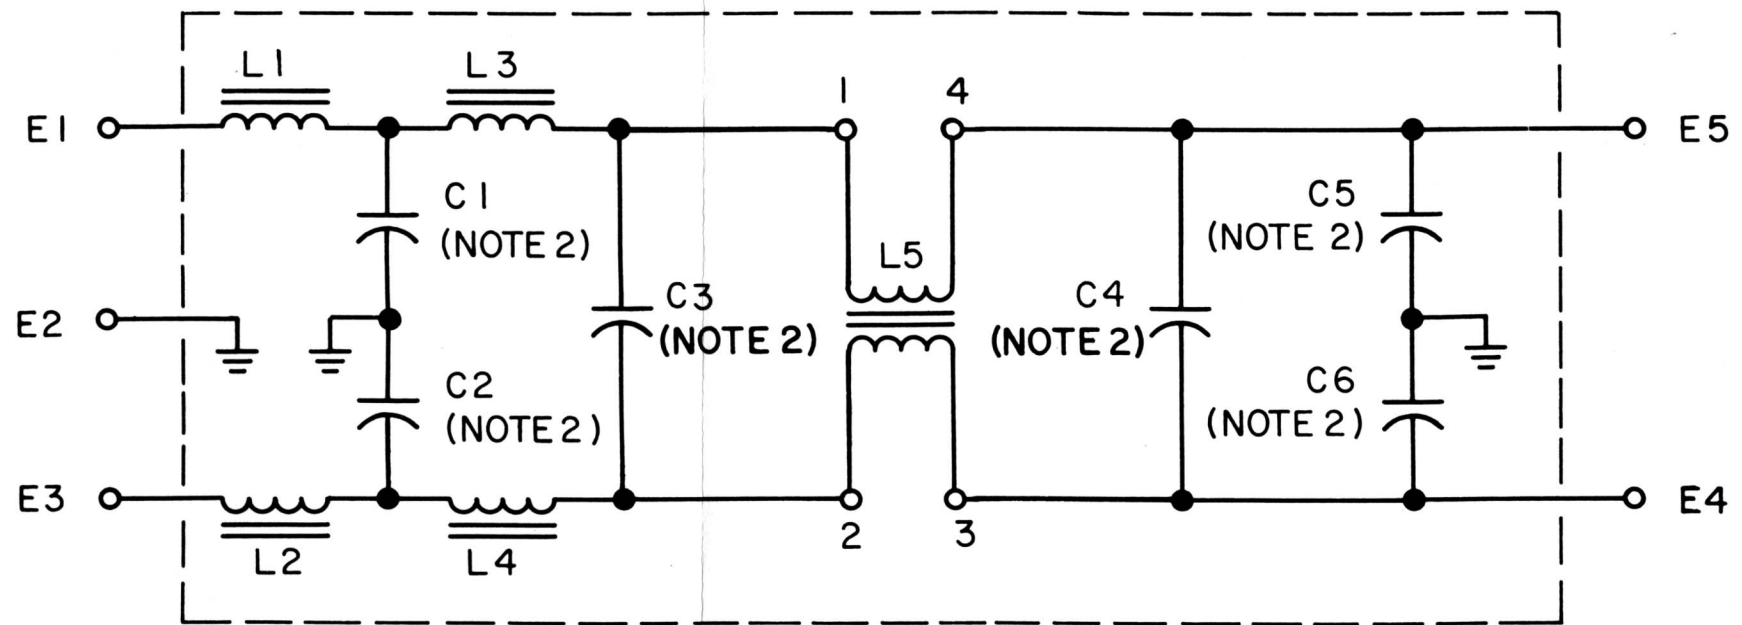 L1
L3
1
4
E1
E5
C1
(NOTE 2)
C5
(NOTE 2)
L5
E2
C3
(NOTE 2)
C4
(NOTE 2)
C2
(NOTE 2)
C6
(NOTE 2)
E3
E4
L2
L4
2
3